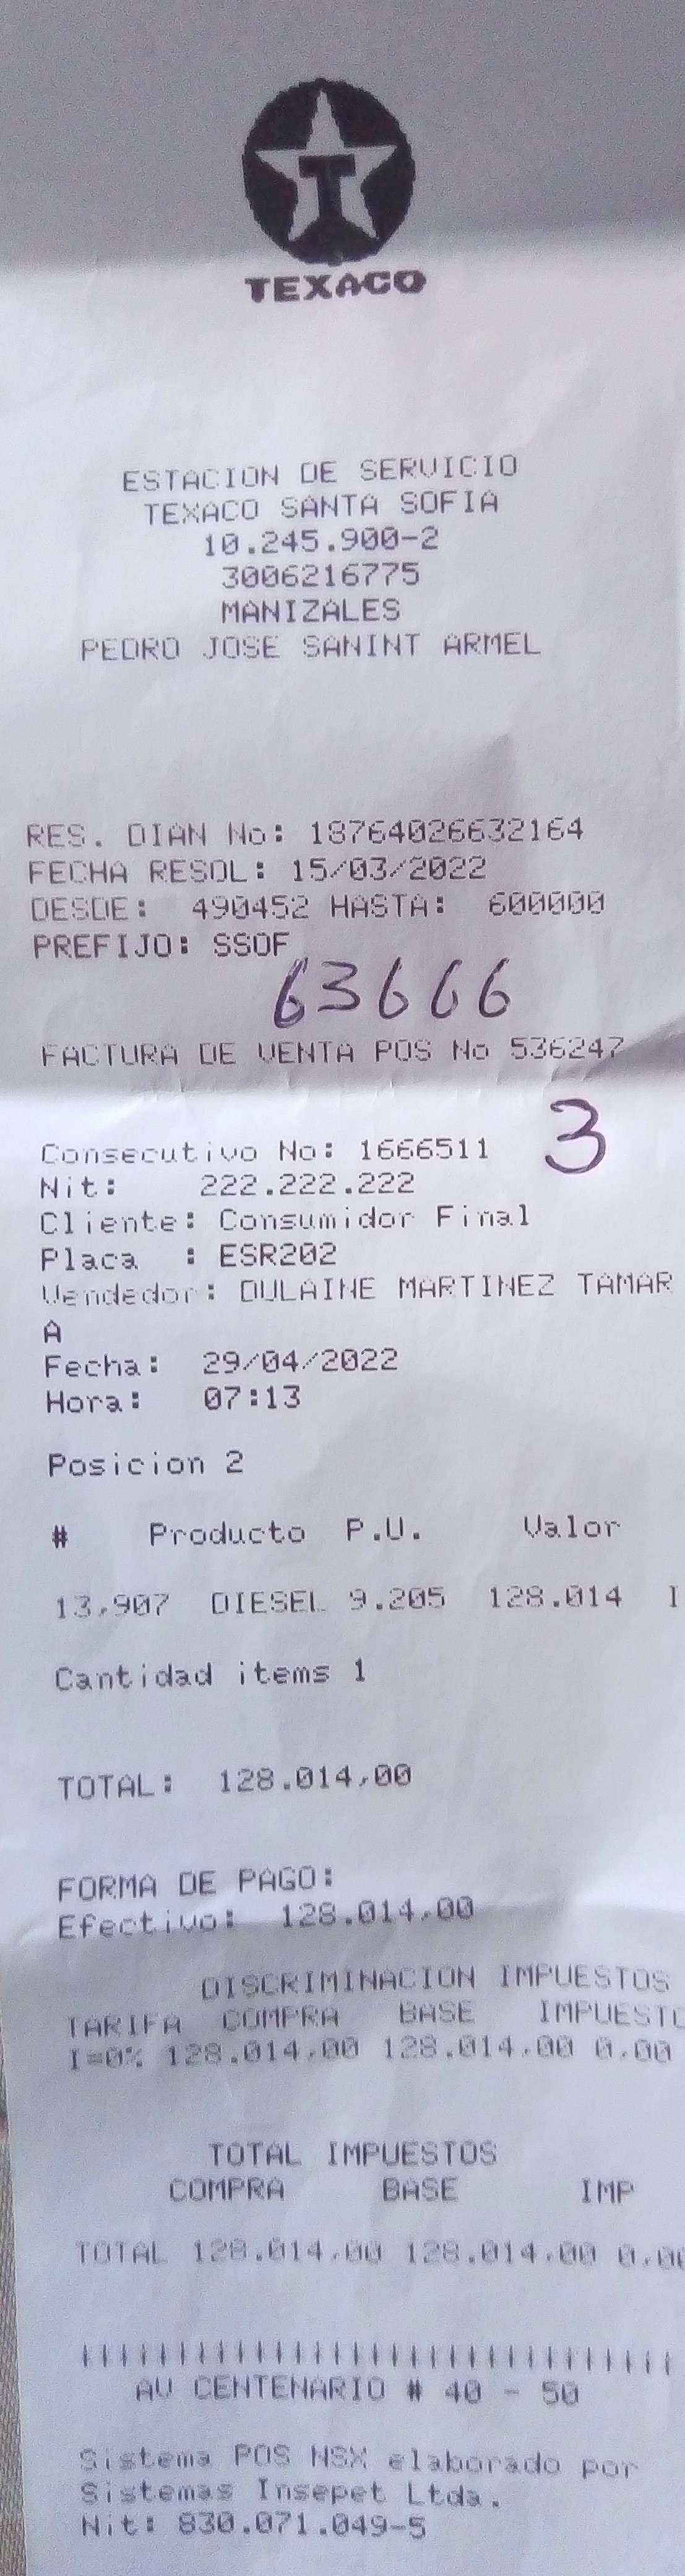 T
TEXACO
ESTACION DE SERVICIO
TEXACO SANTA SOFIA
10.245.900-2
3006216775
MANIZALES
PEDRO JOSE SANINT ARMEL
RES. DIAN No: 18764026632164
FECHA RESOL: 15/03/2022
DESDE: 490452 HASTA: 600000
PREFIJO: SSOF
63666
FACTURA DE VENTA POS No 536247
3
Consecutivo No: 1666511
Nit: 222.222.222
Cliente: Consumidor Final
Placa : ESR202
Vendedor: DULAINE MARTINEZ TAMAR
A
Fecha: 29/04/2022
Hora: 07:13
Posicion 2
# Producto P.U. Valor
13,907 DIESEL 9.205 128.014 I
Cantidad items 1
TOTAL: 128.014,00
FORMA DE PAGO:
Efectivo: 128.014,00
DISCRIMINACION IMPUESTOS
TARIFA COMPRA BASE IMPUESTO
I=0% 128.014,00 128.014,00 0,00
TOTAL IMPUESTOS
COMPRA BASE IMP
TOTAL 128.014,00 128.014,00 0,00
AV CENTENARIO # 40 - 50
Sistema POS NSX elaborado por
Sistemas Insepet Ltda.
Nit: 830.071.049-5